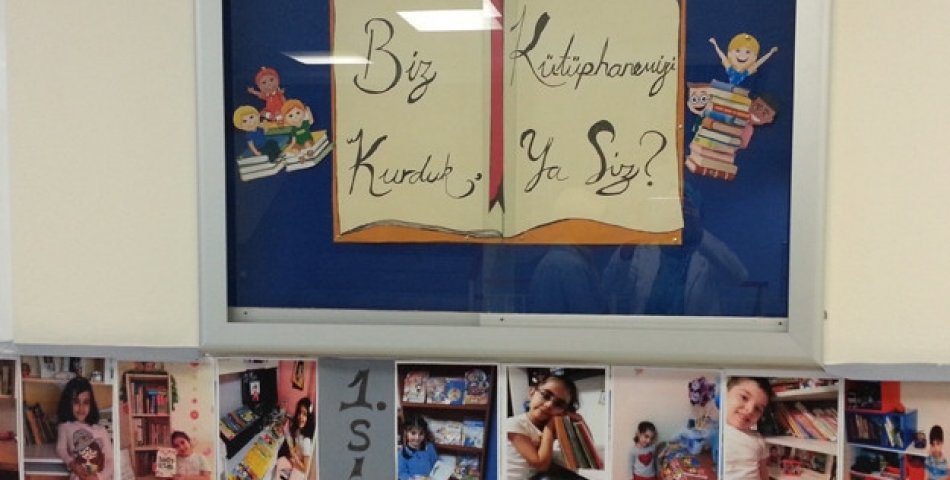 Biz Kütüphanemizi
Kurduk, Ya Siz?
1.